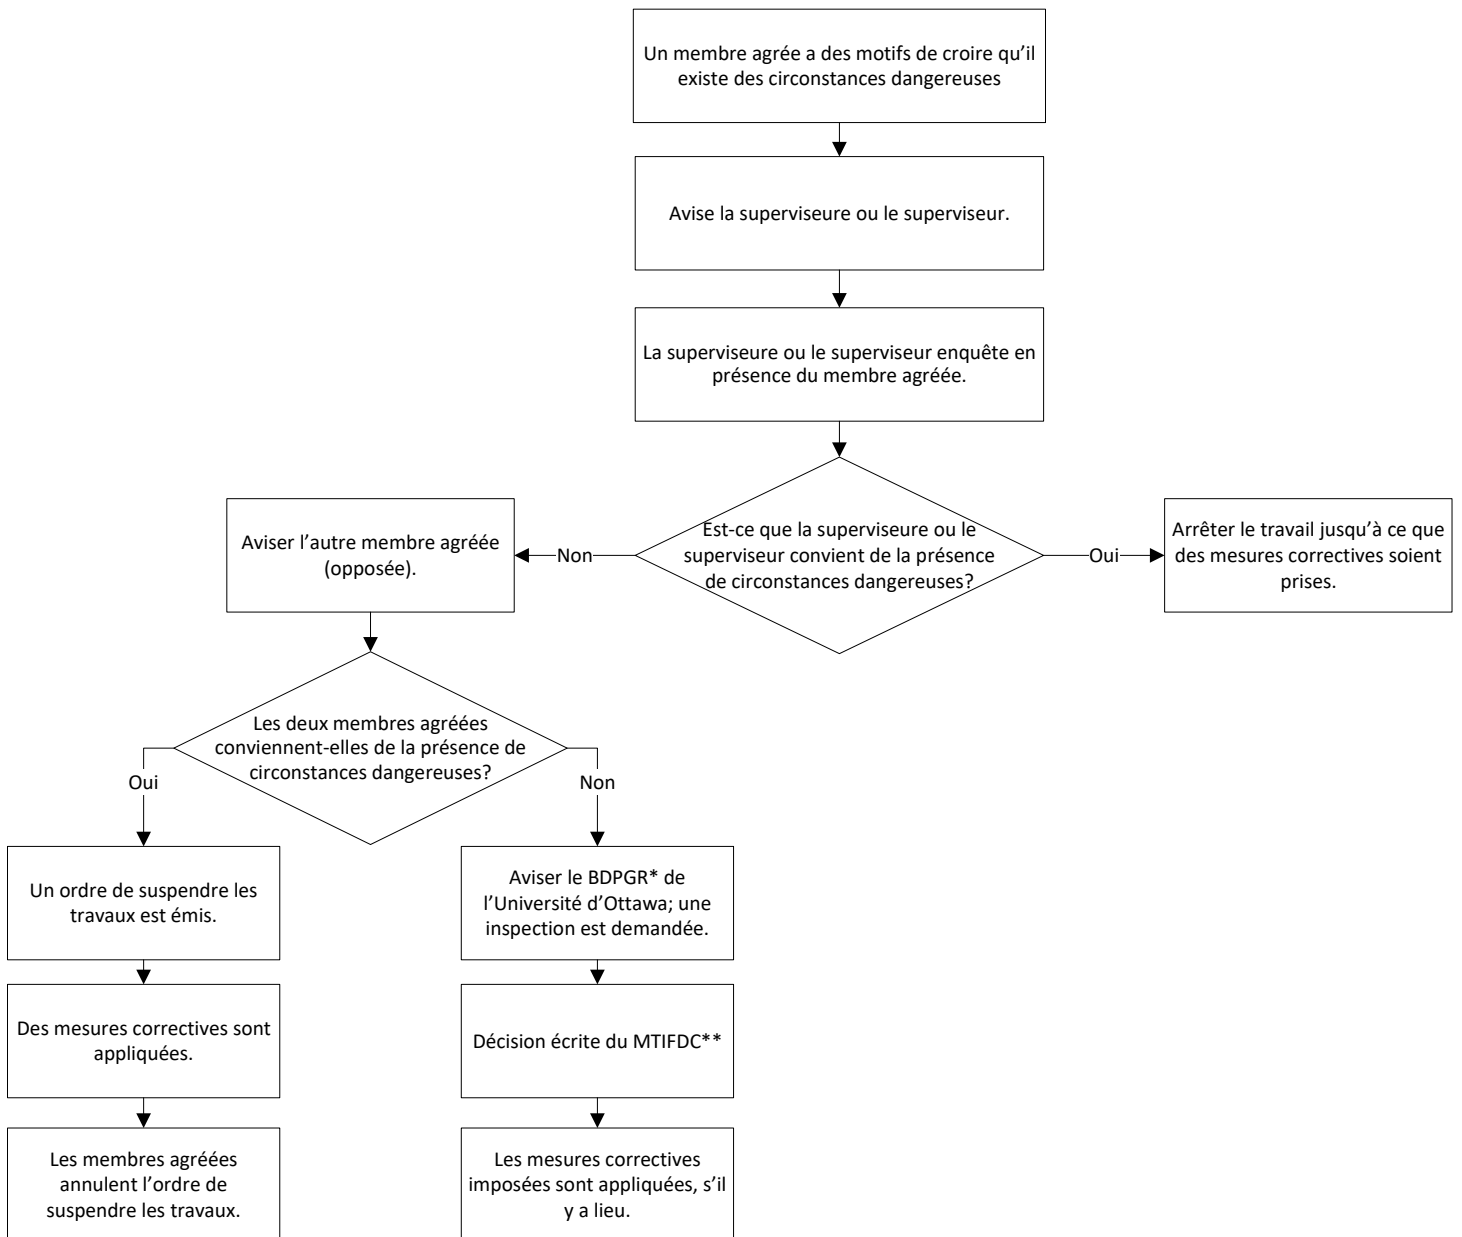 Un membre agrée a des motifs de croire qu’il
existe des circonstances dangereuses
Avise la superviseure ou le superviseur.
La superviseure ou le superviseur enquête en
présence du membre agréée.
Est-ce que la superviseure ou le
superviseur convient de la présence
de circonstances dangereuses?
Non
Oui
Aviser l’autre membre agréée
(opposée).
Arrêter le travail jusqu’à ce que
des mesures correctives soient
prises.
Les deux membres agréées
conviennent-elles de la présence de
circonstances dangereuses?
Oui
Non
Un ordre de suspendre les
travaux est émis.
Aviser le BDPGR* de
l’Université d’Ottawa; une
inspection est demandée.
Des mesures correctives sont
appliquées.
Décision écrite du MTIFDC**
Les membres agréées
annulent l’ordre de
suspendre les travaux.
Les mesures correctives
imposées sont appliquées, s’il
y a lieu.